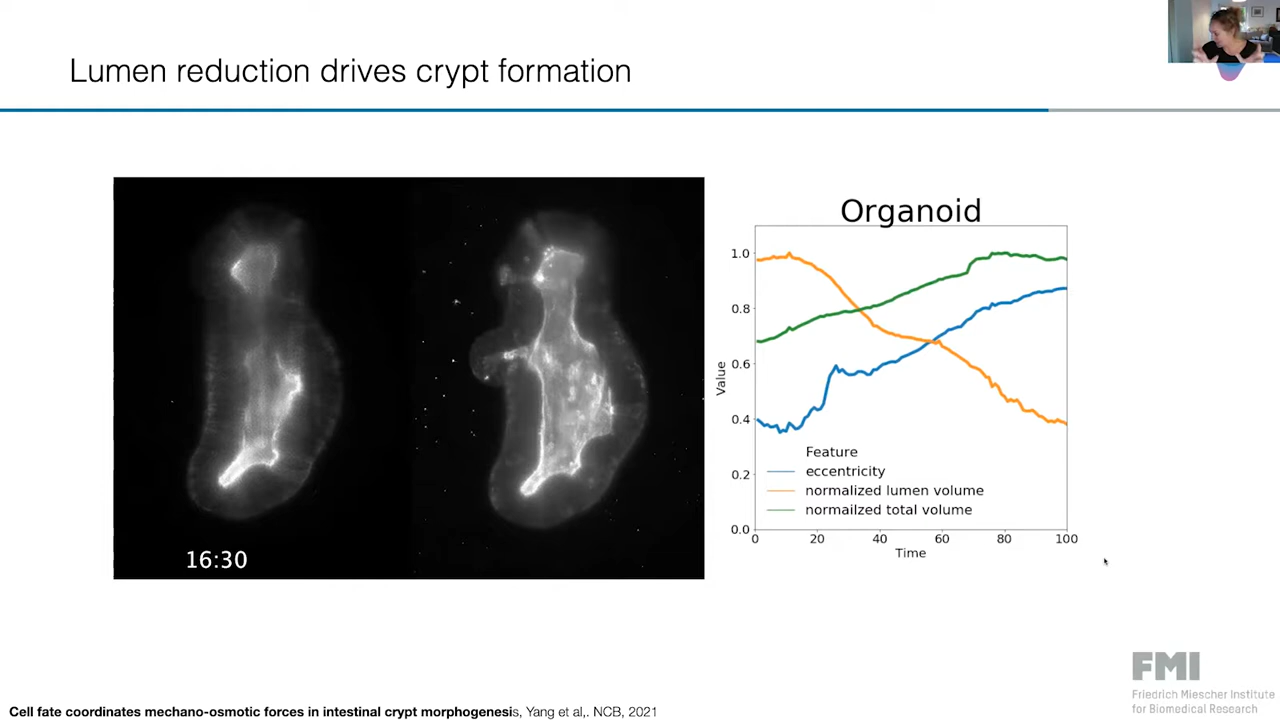 Lumen reduction drives crypt formation
16:30
Organoid
Value
1.0
0.8
0.6
0.4
0.2
0.0
Feature
eccentricity
normalized lumen volume
normailzed total volume
0 20 40 60 80 100
Time
FMI
Friedrich Miescher Institute
for Biomedical Research
Cell fate coordinates mechano-osmotic forces in intestinal crypt morphogenesis, Yang et al,. NCB, 2021